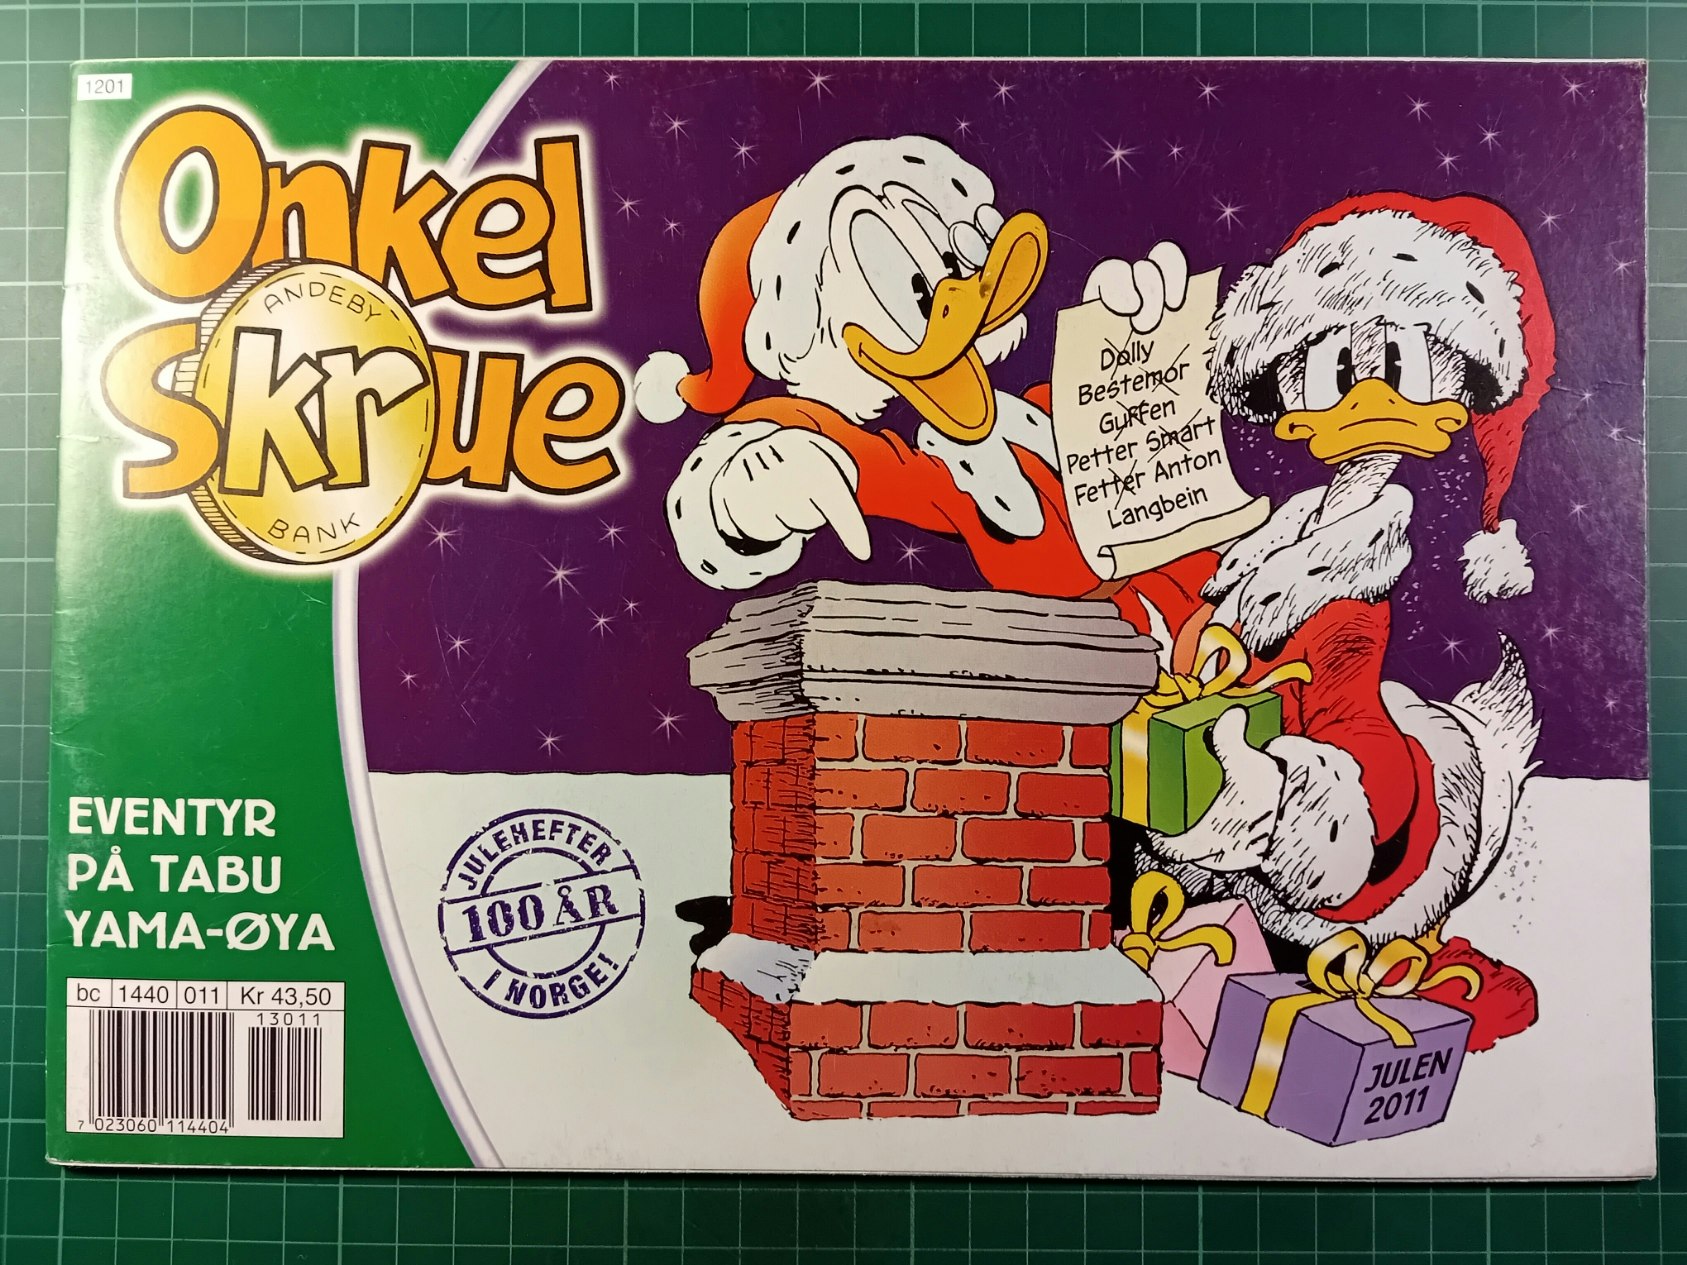 1201
Onkel
Skrue
ANDEBY
BANK
Dolly
Bestemor
Guffen
Petter Smart
Fetter Anton
Langbein
EVENTYR
PÅ TABU
YAMA-ØYA
JULEHEFTER
100 ÅR
I NORGE!
bc 1440 011 Kr 43,50
13011
7 023060 114404
JULEN
2011